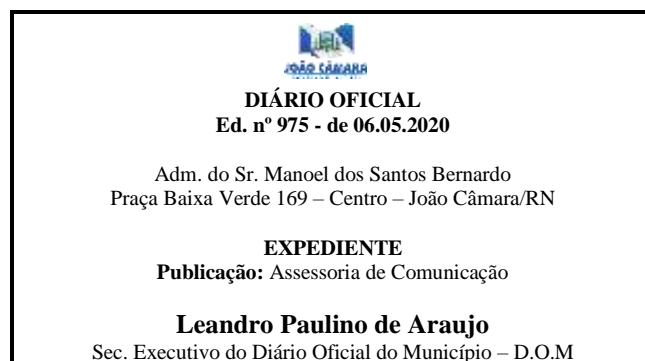 JOÃO CÂMARA
DIÁRIO OFICIAL
Ed. nº 975 - de 06.05.2020
Adm. do Sr. Manoel dos Santos Bernardo
Praça Baixa Verde 169 – Centro – João Câmara/RN
EXPEDIENTE
Publicação: Assessoria de Comunicação
Leandro Paulino de Araujo
Sec. Executivo do Diário Oficial do Município – D.O.M